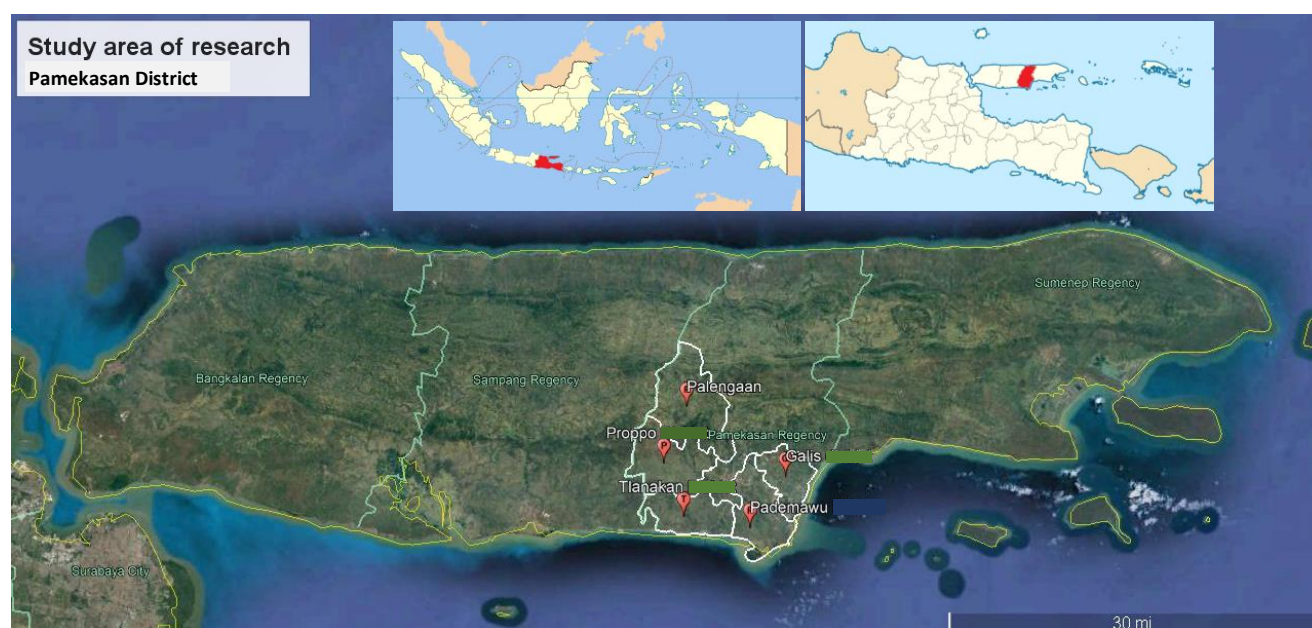 Study area of research
Pamekasan District
Sumenep Regency
Bangkalan Regency
Sampang Regency
Palengaan
Proppo
Pamekasan Regency
P
Galis
Tlanakan
T
Pademawu
Surabaya City
30 mi